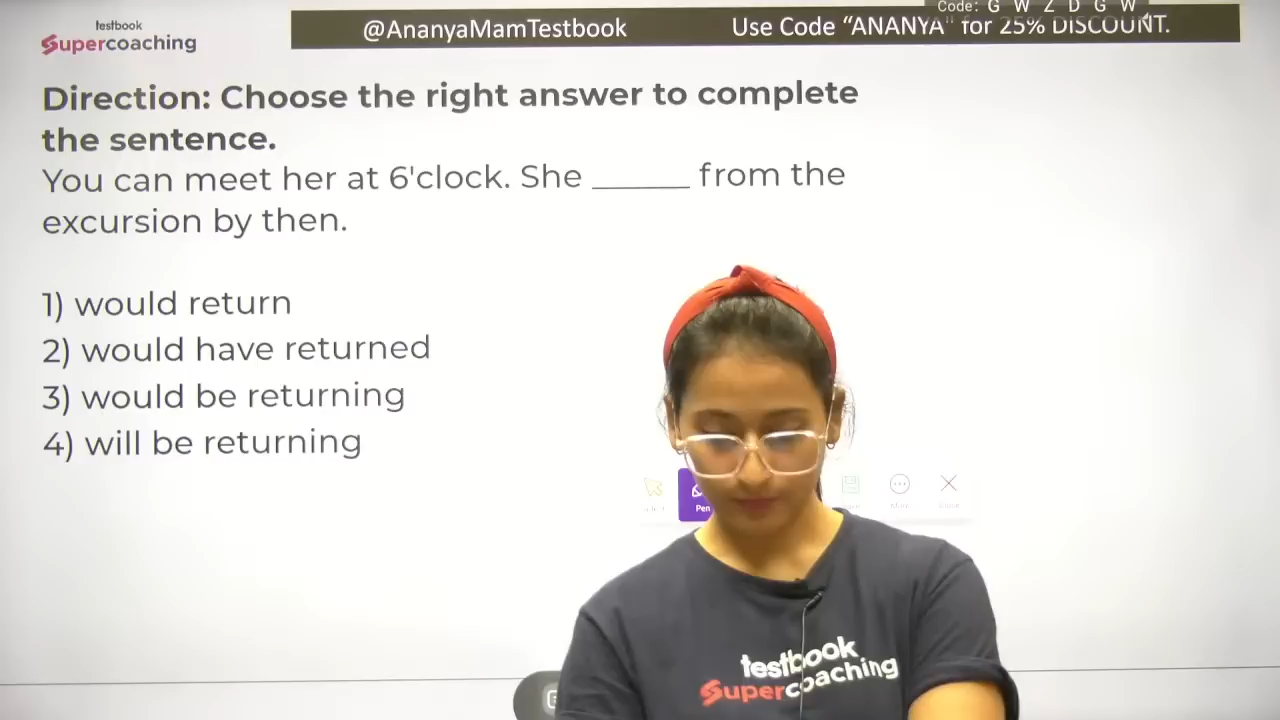 Code: G W Z D G W
testbook
Supercoaching
@AnanyaMamTestbook
Use Code “ANANYA” for 25% DISCOUNT.
Direction: Choose the right answer to complete
the sentence.
You can meet her at 6'clock. She ______ from the
excursion by then.
1) would return
2) would have returned
3) would be returning
4) will be returning
Pen
testbook
Supercoaching